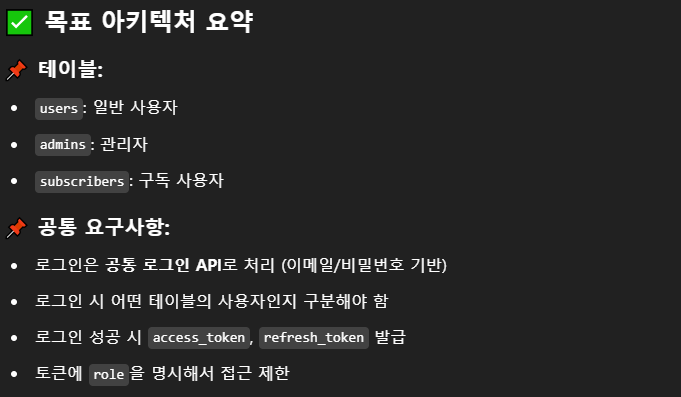 ✅ 목표 아키텍처 요약
📌 테이블:
• users: 일반 사용자
• admins: 관리자
• subscribers: 구독 사용자
📌 공통 요구사항:
• 로그인은 공통 로그인 API로 처리 (이메일/비밀번호 기반)
• 로그인 시 어떤 테이블의 사용자인지 구분해야 함
• 로그인 성공 시 access_token, refresh_token 발급
• 토큰에 role을 명시해서 접근 제한